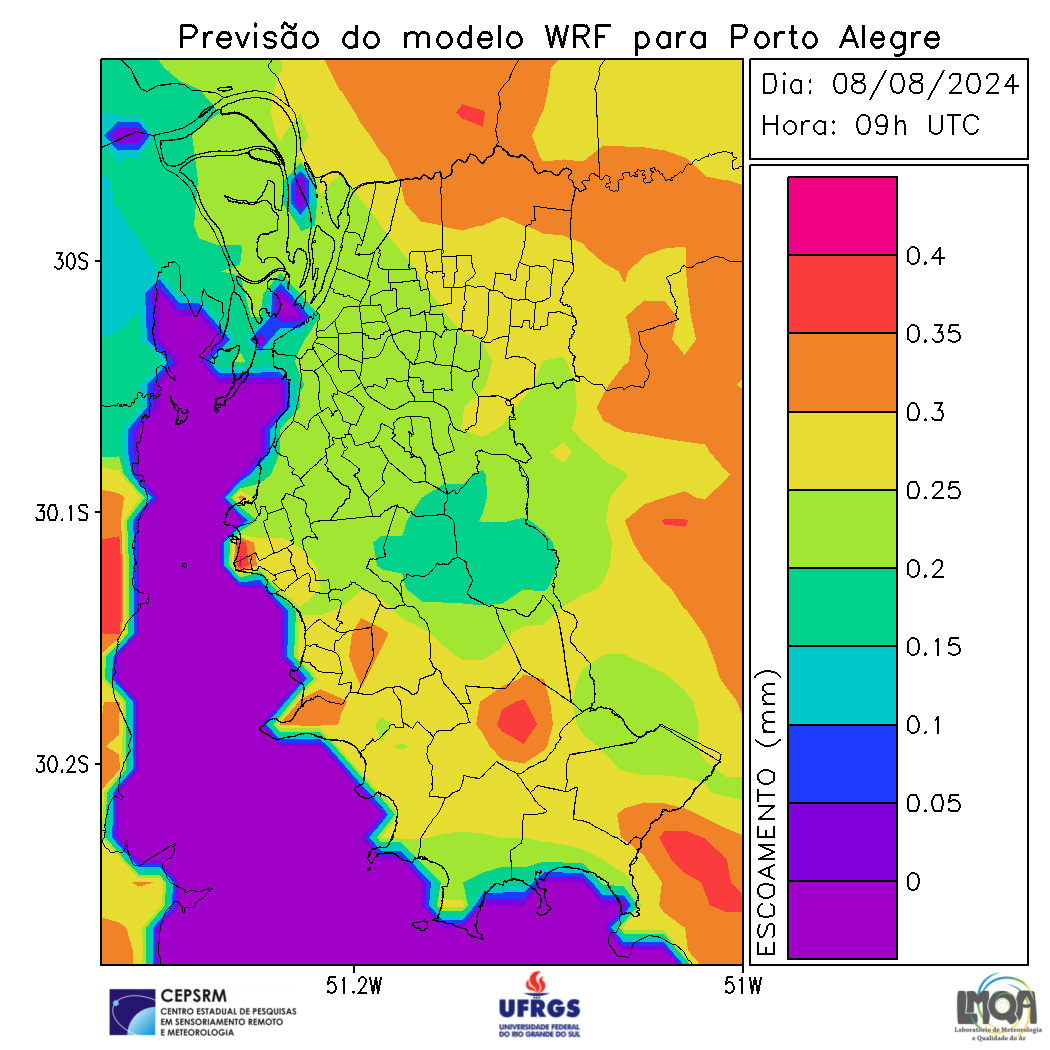 Previsão do modelo WRF para Porto Alegre
Dia: 08/08/2024
Hora: 09h UTC
0.4
0.35
0.3
0.25
0.2
0.15
0.1
0.05
0
ESCOAMENTO (mm)
30S
30.1S
30.2S
51.2W
51W
CEPSRM
CENTRO ESTADUAL DE PESQUISAS
EM SENSORIAMENTO REMOTO
E METEOROLOGIA
UFRGS
UNIVERSIDADE FEDERAL
DO RIO GRANDE DO SUL
LMQA
Laboratório de Meteorologia
e Qualidade do Ar